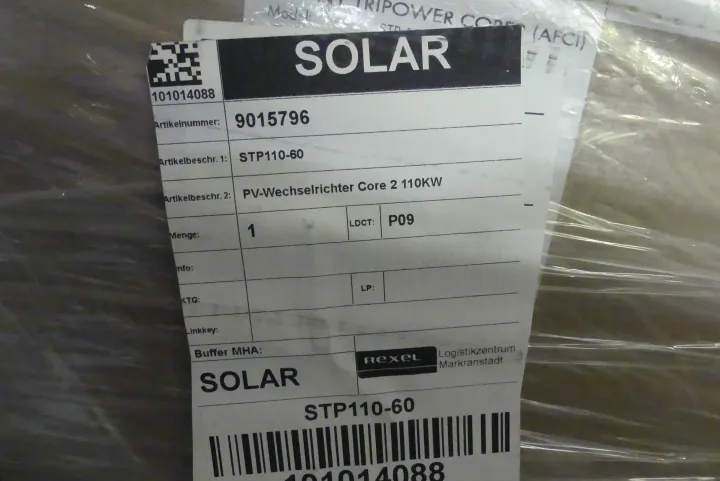 TRIPOWER CORE2 (AFCI)
SOLAR
101014088
Artikelnummer: 9015796
Artikelbeschr. 1: STP110-60
Artikelbeschr. 2: PV-Wechselrichter Core 2 110KW
Menge: 1 LDCT: P09
Info:
KTG: LP:
Linkkey:
Buffer MHA:
SOLAR
REXEL Logistikzentrum
Markranstädt
STP110-60
101014088